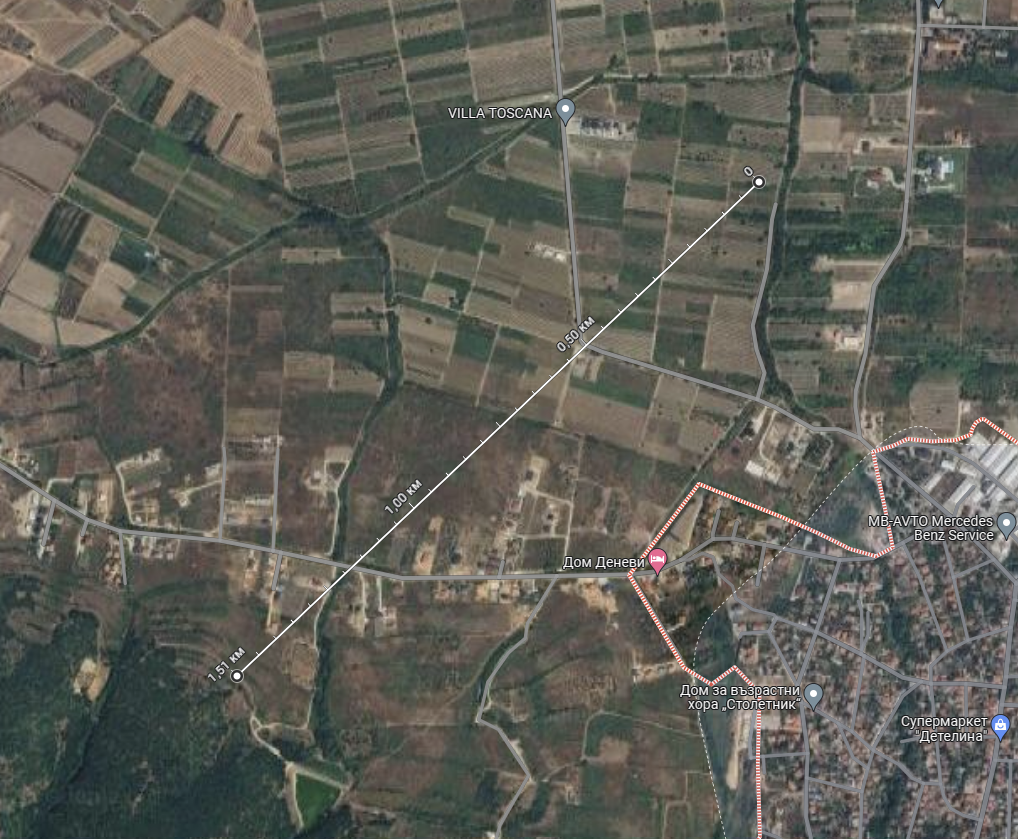 VILLA TOSCANA
0
0,50 км
1,00 км
MB-AVTO Mercedes
Benz Service
Дом Деневи
1,51 км
Дом за възрастни
хора „Столетник“
Супермаркет
"Детелина"